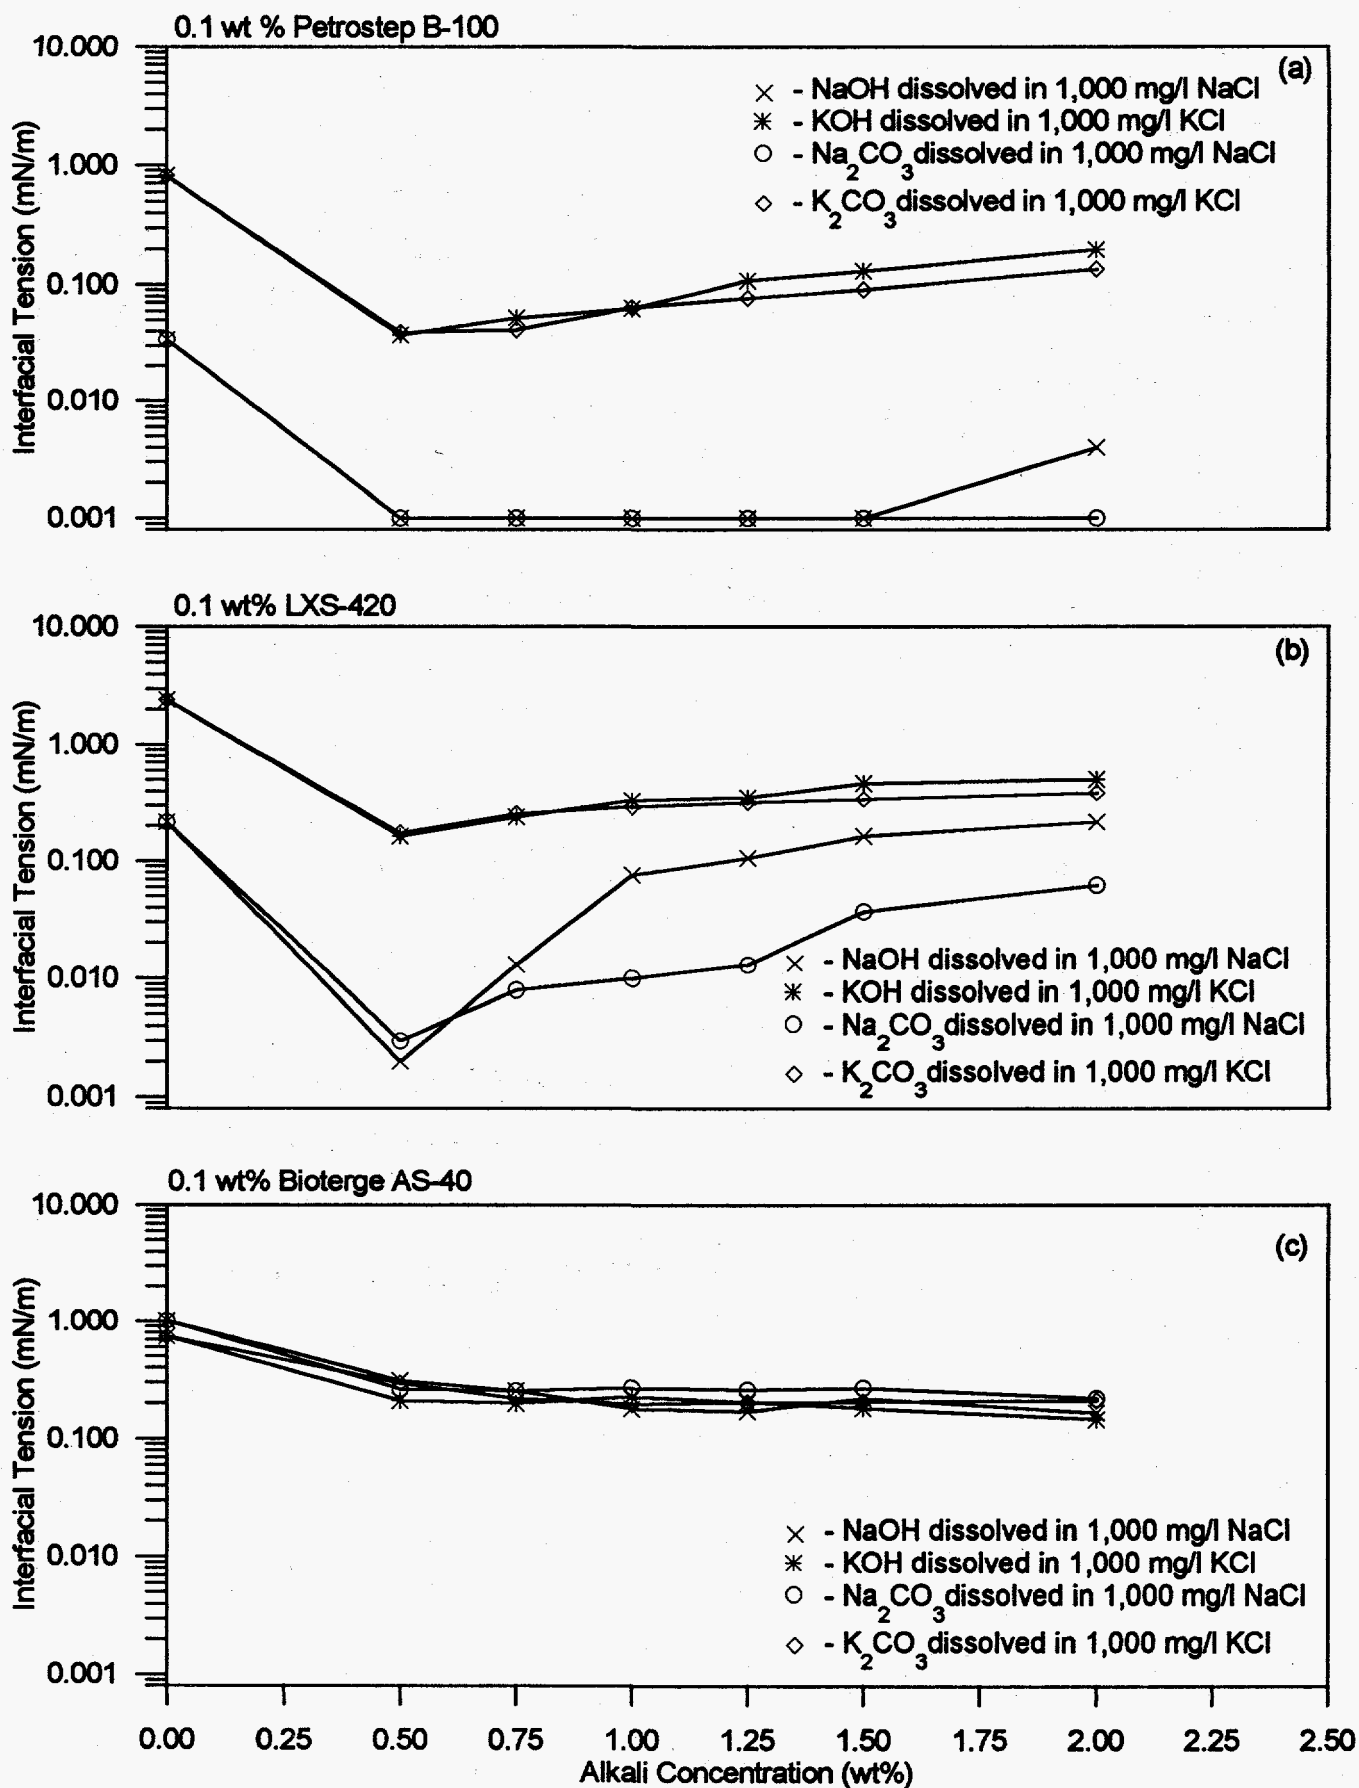 0.1 wt % Petrostep B-100
(a)
10.000
1.000
0.100
0.010
0.001
Interfacial Tension (mN/m)
- NaOH dissolved in 1,000 mg/l NaCl
- KOH dissolved in 1,000 mg/l KCl
- Na2CO3 dissolved in 1,000 mg/l NaCl
- K2CO3 dissolved in 1,000 mg/l KCl
0.1 wt% LXS-420
(b)
10.000
1.000
0.100
0.010
0.001
Interfacial Tension (mN/m)
- NaOH dissolved in 1,000 mg/l NaCl
- KOH dissolved in 1,000 mg/l KCl
- Na2CO3 dissolved in 1,000 mg/l NaCl
- K2CO3 dissolved in 1,000 mg/l KCl
0.1 wt% Bioterge AS-40
(c)
10.000
1.000
0.100
0.010
0.001
Interfacial Tension (mN/m)
- NaOH dissolved in 1,000 mg/l NaCl
- KOH dissolved in 1,000 mg/l KCl
- Na2CO3 dissolved in 1,000 mg/l NaCl
- K2CO3 dissolved in 1,000 mg/l KCl
0.00 0.25 0.50 0.75 1.00 1.25 1.50 1.75 2.00 2.25 2.50
Alkali Concentration (wt%)